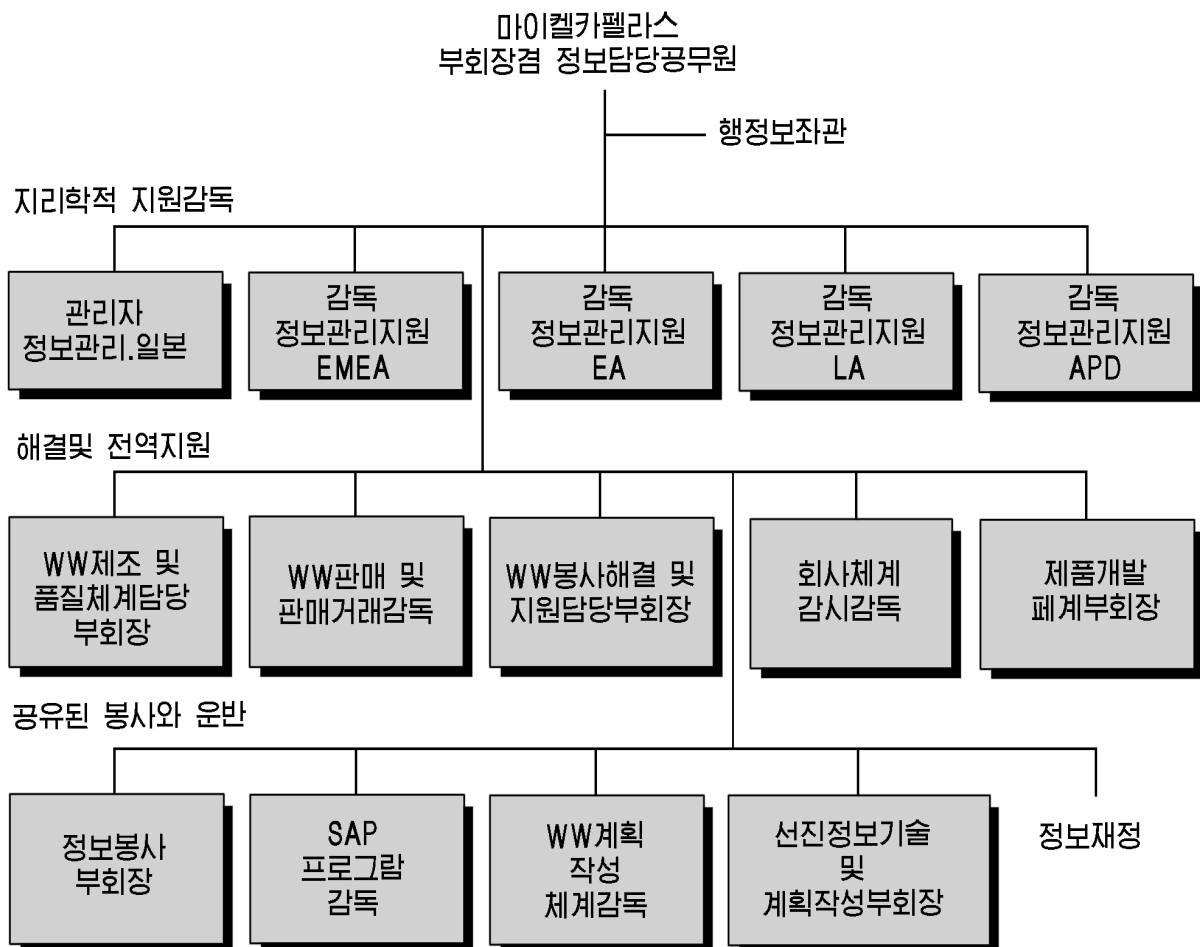 마이켈카펠라스
부회장겸 정보담당공무원
행정보좌관
지리학적 지원감독
관리자
정보관리.일본
감독
정보관리지원
EMEA
감독
정보관리지원
EA
감독
정보관리지원
LA
감독
정보관리지원
APD
해결및 전역지원
WW제조 및
품질체계담당
부회장
WW판매 및
판매거래감독
WW봉사해결 및
지원담당부회장
회사체계
감시감독
제품개발
페계부회장
공유된 봉사와 운반
정보봉사
부회장
SAP
프로그람
감독
WW계획
작성
체계감독
선진정보기술
및
계획작성부회장
정보재정